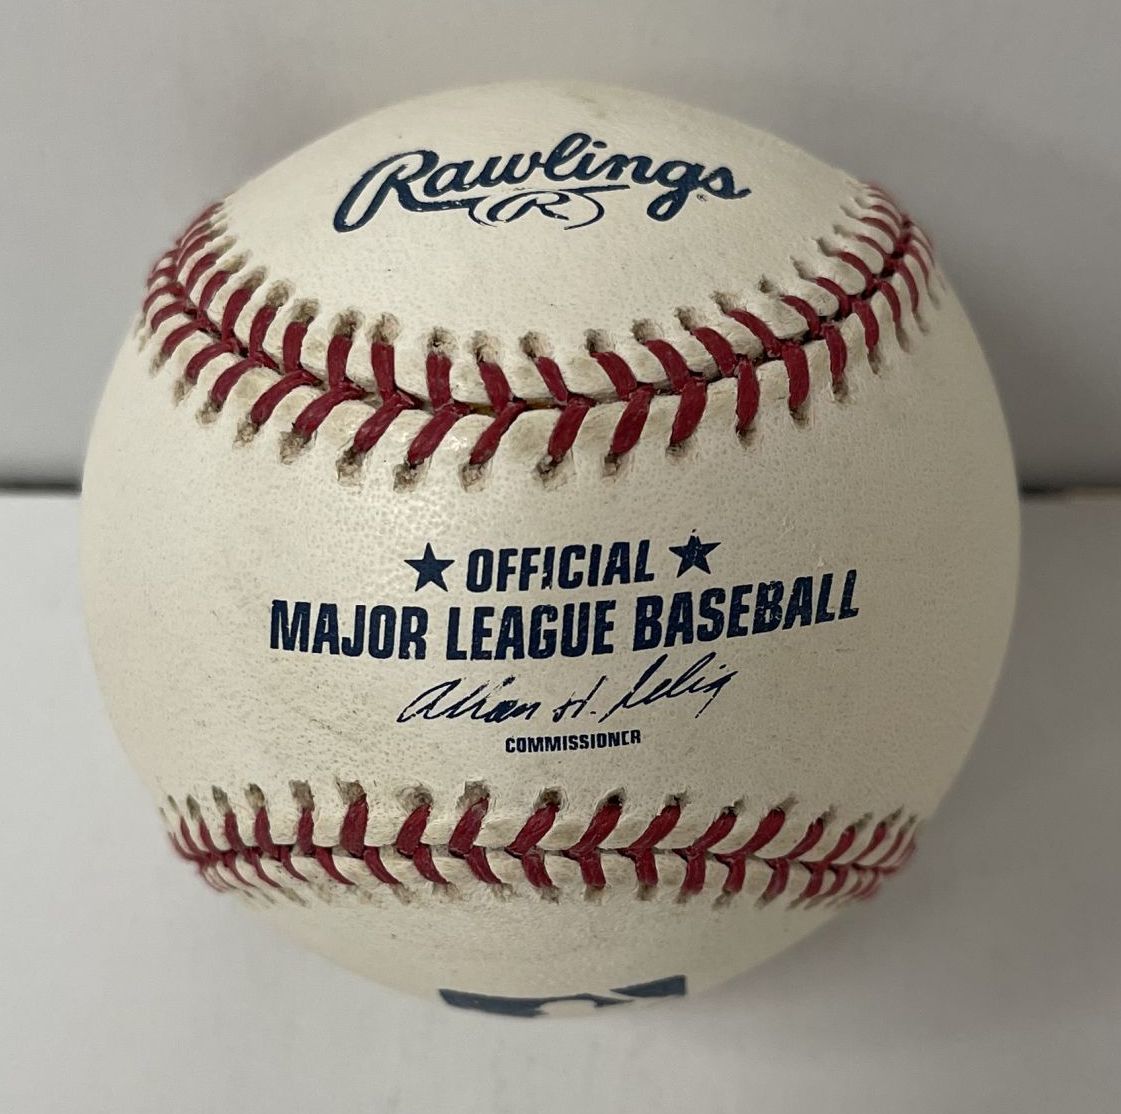 Rawlings
R
★ OFFICIAL ★
MAJOR LEAGUE BASEBALL
Allan H. Selig
COMMISSIONER